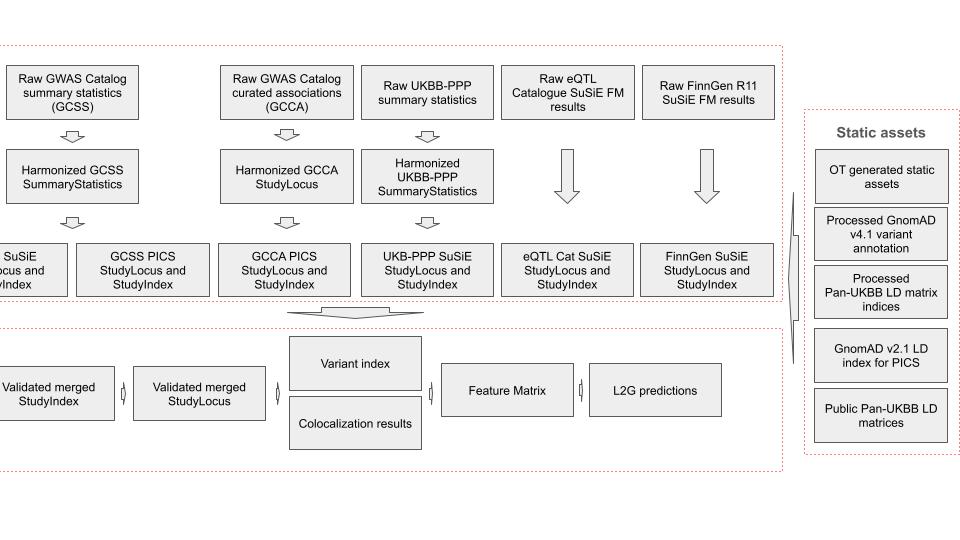 Raw GWAS Catalog
summary statistics
(GCSS)
Raw GWAS Catalog
curated associations
(GCCA)
Raw UKBB-PPP
summary statistics
Raw eQTL
Catalogue SuSiE FM
results
Raw FinnGen R11
SuSiE FM results
Harmonized GCSS
SummaryStatistics
Harmonized GCCA
StudyLocus
Harmonized
UKBB-PPP
SummaryStatistics
SuSiE
and
GCSS PICS
StudyLocus and
StudyIndex
GCCA PICS
StudyLocus and
StudyIndex
UKB-PPP SuSiE
StudyLocus and
StudyIndex
eQTL Cat SuSiE
StudyLocus and
StudyIndex
FinnGen SuSiE
StudyLocus and
StudyIndex
Validated merged
StudyIndex
Validated merged
StudyLocus
Variant index
Colocalization results
Feature Matrix
L2G predictions
Static assets
OT generated static
assets
Processed GnomAD
v4.1 variant
annotation
Processed
Pan-UKBB LD matrix
indices
GnomAD v2.1 LD
index for PICS
Public Pan-UKBB LD
matrices